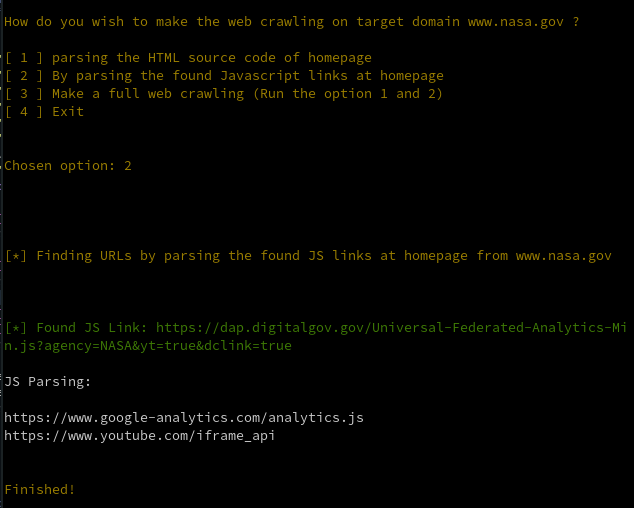 How do you wish to make the web crawling on target domain www.nasa.gov ?
[ 1 ] parsing the HTML source code of homepage
[ 2 ] By parsing the found Javascript links at homepage
[ 3 ] Make a full web crawling (Run the option 1 and 2)
[ 4 ] Exit
Chosen option: 2
[*] Finding URLs by parsing the found JS links at homepage from www.nasa.gov
[*] Found JS Link: https://dap.digitalgov.gov/Universal-Federated-Analytics-Mi
n.js?agency=NASA&yt=true&dclink=true
JS Parsing:
https://www.google-analytics.com/analytics.js
https://www.youtube.com/iframe_api
Finished!